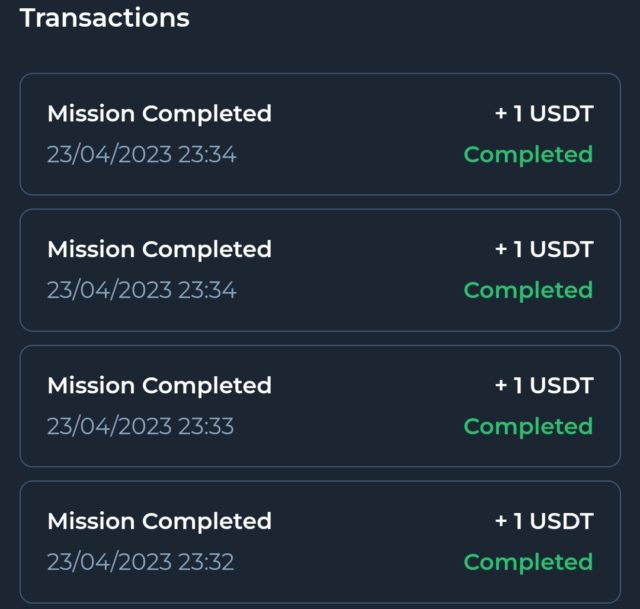 Transactions
Mission Completed + 1 USDT
23/04/2023 23:34 Completed
Mission Completed + 1 USDT
23/04/2023 23:34 Completed
Mission Completed + 1 USDT
23/04/2023 23:33 Completed
Mission Completed + 1 USDT
23/04/2023 23:32 Completed